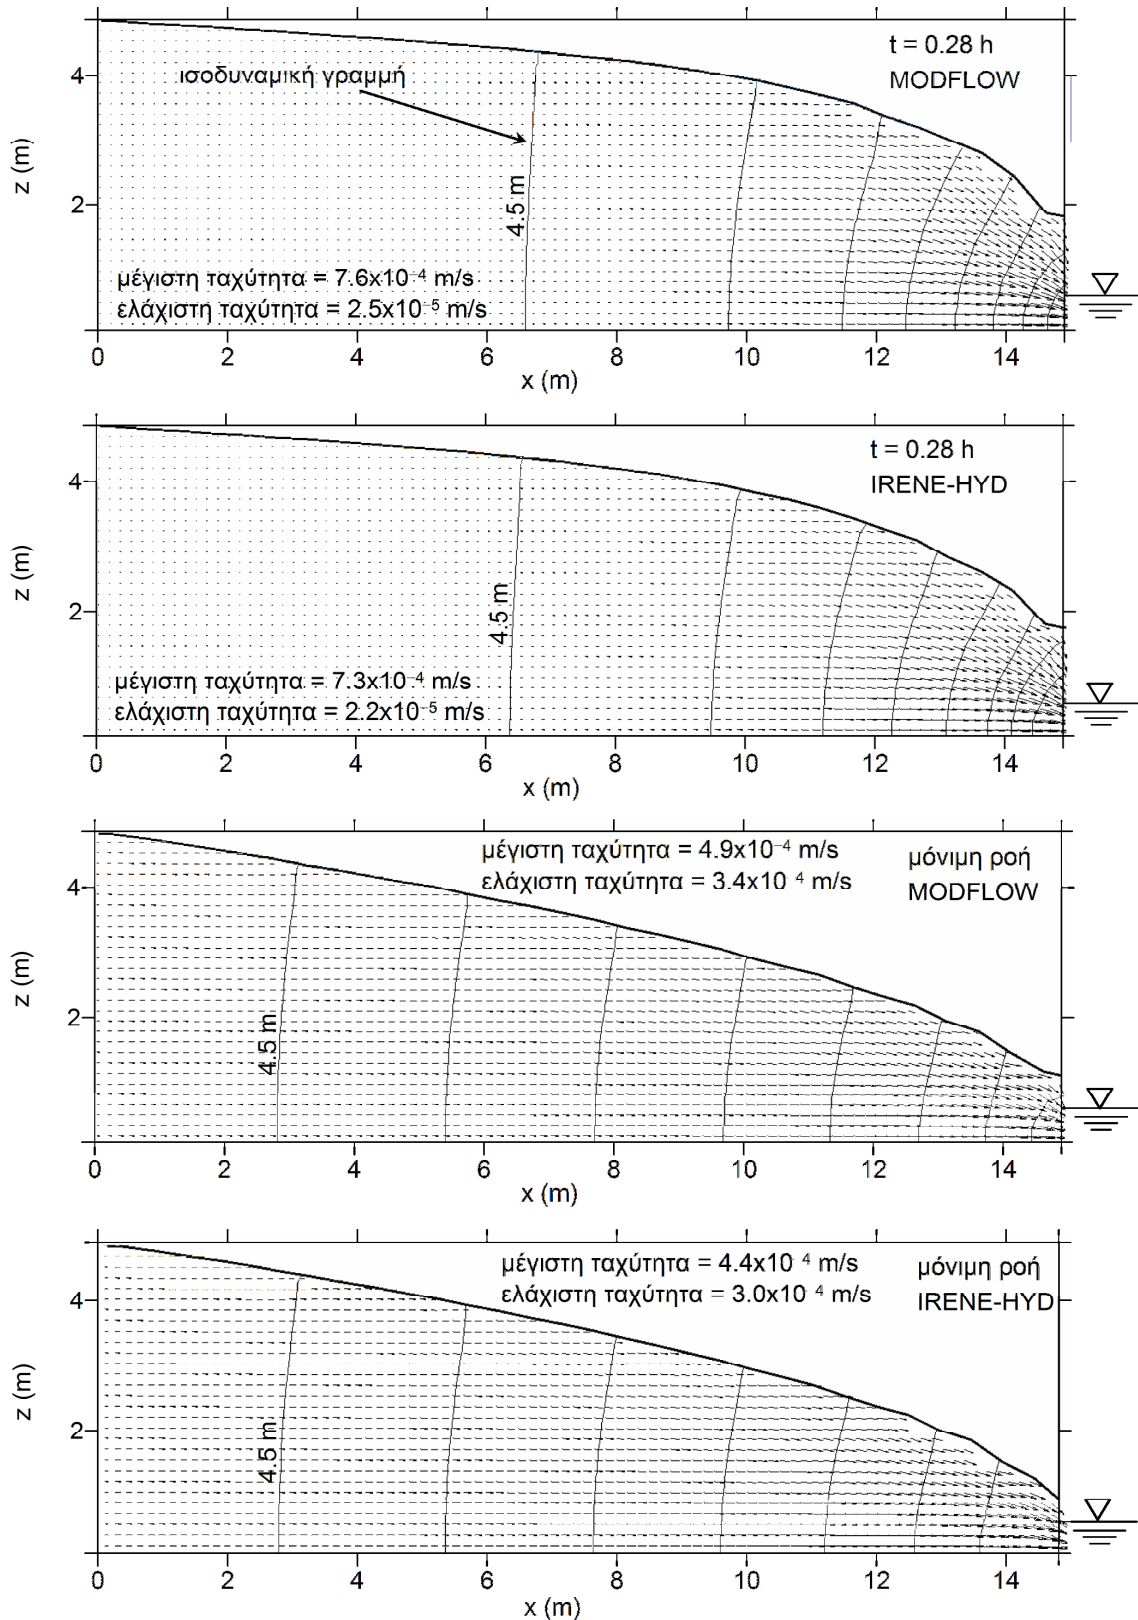 t = 0.28 h
MODFLOW
ισοδυναμική γραμμή
4
z (m)
2
4.5 m
μέγιστη ταχύτητα = 7.6x10⁻⁴ m/s
ελάχιστη ταχύτητα = 2.5x10⁻⁵ m/s
0 2 4 6 8 10 12 14
x (m)
t = 0.28 h
IRENE-HYD
4
z (m)
2
4.5 m
μέγιστη ταχύτητα = 7.3x10⁻⁴ m/s
ελάχιστη ταχύτητα = 2.2x10⁻⁵ m/s
0 2 4 6 8 10 12 14
x (m)
μέγιστη ταχύτητα = 4.9x10⁻⁴ m/s
ελάχιστη ταχύτητα = 3.4x10⁻⁴ m/s
μόνιμη ροή
MODFLOW
4
z (m)
2
4.5 m
0 2 4 6 8 10 12 14
x (m)
μέγιστη ταχύτητα = 4.4x10⁻⁴ m/s
ελάχιστη ταχύτητα = 3.0x10⁻⁴ m/s
μόνιμη ροή
IRENE-HYD
4
z (m)
2
4.5 m
0 2 4 6 8 10 12 14
x (m)